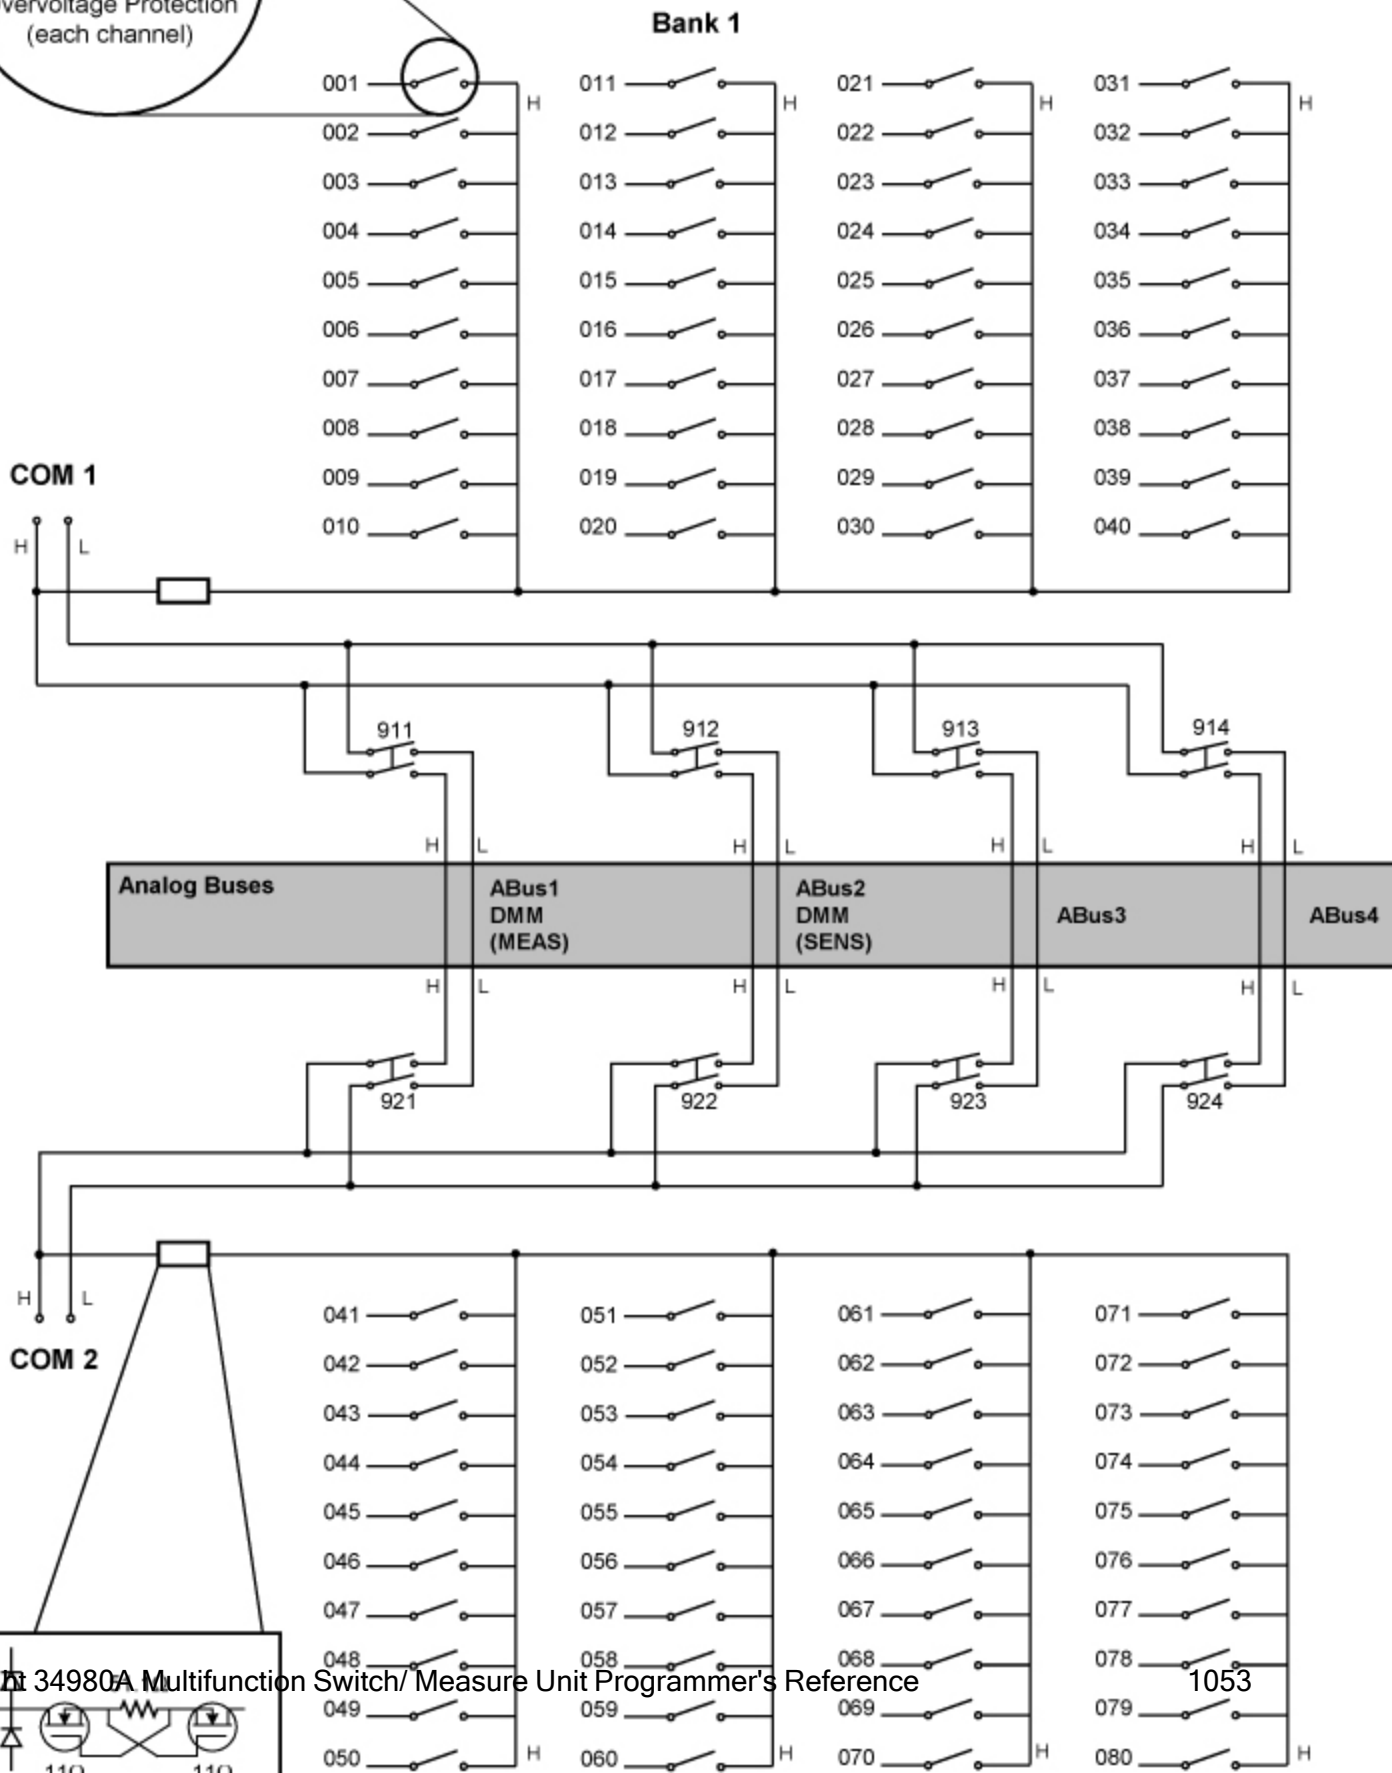 Protection
(each channel)
Bank 1
001 011 021 031
H H H H
002 012 022 032
003 013 023 033
004 014 024 034
005 015 025 035
006 016 026 036
007 017 027 037
008 018 028 038
COM 1
009 019 029 039
010 020 030 040
H L
911 912 913 914
H L H L H L H L
Analog Buses
ABus1
DMM
(MEAS)
ABus2
DMM
(SENS)
ABus3
ABus4
H L H L H L H L
921 922 923 924
H L
COM 2
041 051 061 071
042 052 062 072
043 053 063 073
044 054 064 074
045 055 065 075
046 056 066 076
047 057 067 077
048 058 068 078
34980A Multifunction Switch/ Measure Unit Programmer's Reference 1053
049 059 069 079
050 060 070 080
H H H H
11Ω 11Ω